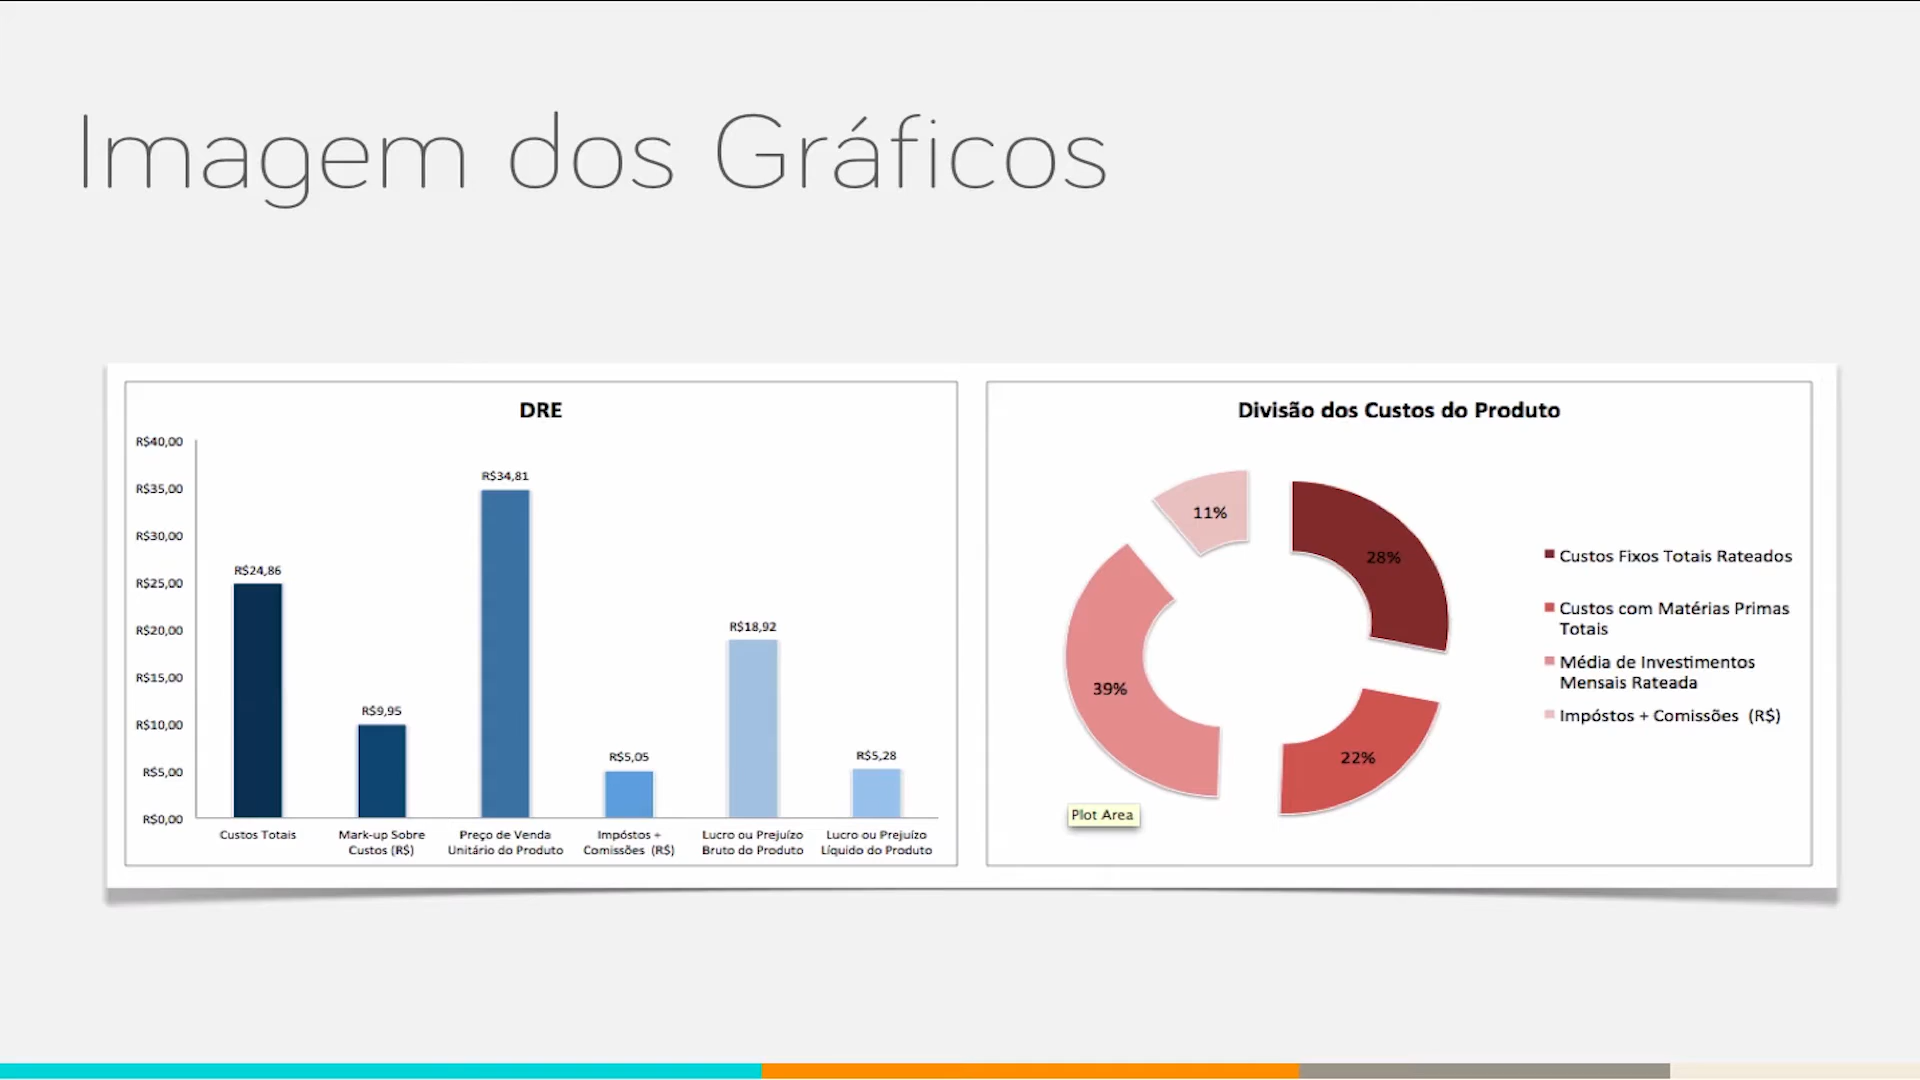 Imagem dos Gráficos
DRE
R$40,00
R$35,00
R$30,00
R$25,00
R$20,00
R$15,00
R$10,00
R$5,00
R$0,00
R$24,86
R$9,95
R$34,81
R$5,05
R$18,92
R$5,28
Custos Totais
Mark-up Sobre
Custos (R$)
Preço de Venda
Unitário do Produto
Impóstos +
Comissões (R$)
Lucro ou Prejuízo
Bruto do Produto
Lucro ou Prejuízo
Líquido do Produto
Divisão dos Custos do Produto
11%
28%
39%
22%
Plot Area
Custos Fixos Totais Rateados
Custos com Matérias Primas
Totais
Média de Investimentos
Mensais Rateada
Impóstos + Comissões (R$)